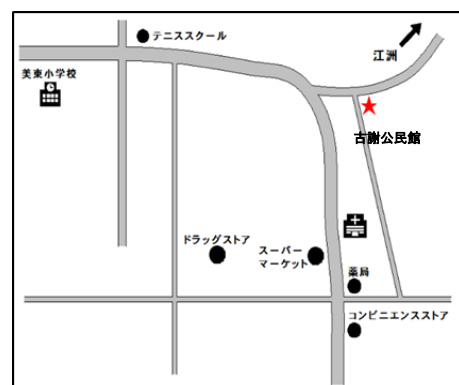 テニススクール
江洲
美東小学校
古謝公民館
ドラッグストア
スーパー
マーケット
薬局
コンビニエンスストア